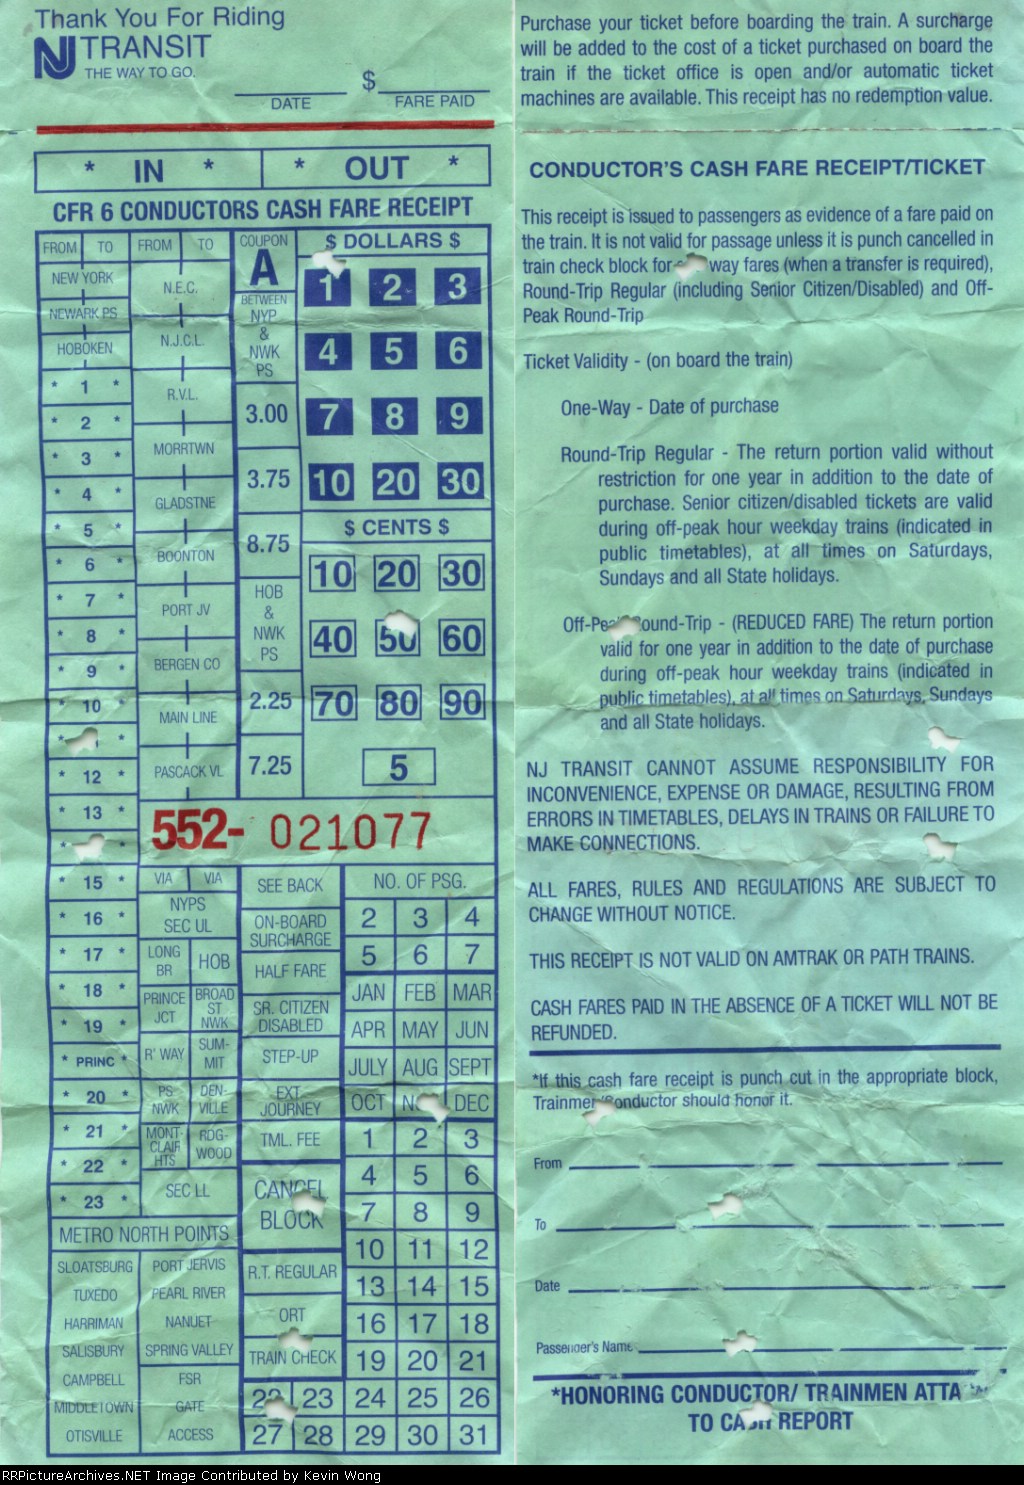 Thank You For Riding
NJ TRANSIT
THE WAY TO GO.
$
DATE FARE PAID
* IN * * OUT *
CFR 6 CONDUCTORS CASH FARE RECEIPT
FROM TO FROM TO
NEW YORK
NEWARK PS
HOBOKEN
* 1 *
* 2 *
* 3 *
* 4 *
* 5 *
* 6 *
* 7 *
* 8 *
* 9 *
* 10 *
*
* 12 *
* 13 *
* *
* 15 *
* 16 *
* 17 *
* 18 *
* 19 *
* PRINC *
* 20 *
* 21 *
* 22 *
* 23 *
N.E.C.
N.J.C.L.
R.V.L.
MORRTWN
GLADSTNE
BOONTON
PORT JV
BERGEN CO
MAIN LINE
PASCACK VL
COUPON
A
BETWEEN
NYP
&
NWK
PS
3.00
3.75
8.75
HOB
&
NWK
PS
2.25
7.25
$ DOLLARS $
1 2 3
4 5 6
7 8 9
10 20 30
$ CENTS $
10 20 30
40 50 60
70 80 90
5
552- 021077
VIA VIA
NYPS
SEC UL
LONG BR HOB
PRINCE JCT BROAD ST NWK
R' WAY SUM-MIT
PS NWK DEN-VILLE
MONT-CLAIR HTS RDG-WOOD
SEC LL
SEE BACK
ON-BOARD
SURCHARGE
HALF FARE
SR. CITIZEN
DISABLED
STEP-UP
EXT
JOURNEY
TML. FEE
CANCEL
BLOCK
R.T. REGULAR
ORT
TRAIN CHECK
NO. OF PSG.
2 3 4
5 6 7
JAN FEB MAR
APR MAY JUN
JULY AUG SEPT
OCT DEC
1 2 3
4 5 6
7 8 9
10 11 12
13 14 15
16 17 18
19 20 21
22 23 24 25 26
27 28 29 30 31
METRO NORTH POINTS
SLOATSBURG PORT JERVIS
TUXEDO PEARL RIVER
HARRIMAN NANUET
SALISBURY SPRING VALLEY
CAMPBELL FSR
MIDDLETOWN GATE
OTISVILLE ACCESS
Purchase your ticket before boarding the train. A surcharge
will be added to the cost of a ticket purchased on board the
train if the ticket office is open and/or automatic ticket
machines are available. This receipt has no redemption value.
CONDUCTOR'S CASH FARE RECEIPT/TICKET
This receipt is issued to passengers as evidence of a fare paid on
the train. It is not valid for passage unless it is punch cancelled in
train check block for way fares (when a transfer is required),
Round-Trip Regular (including Senior Citizen/Disabled) and Off-
Peak Round-Trip
Ticket Validity - (on board the train)
One-Way - Date of purchase
Round-Trip Regular - The return portion valid without
restriction for one year in addition to the date of
purchase. Senior citizen/disabled tickets are valid
during off-peak hour weekday trains (indicated in
public timetables), at all times on Saturdays,
Sundays and all State holidays.
Off-Peak Round-Trip - (REDUCED FARE) The return portion
valid for one year in addition to the date of purchase
during off-peak hour weekday trains (indicated in
public timetables), at all times on Saturdays, Sundays
and all State holidays.
NJ TRANSIT CANNOT ASSUME RESPONSIBILITY FOR
INCONVENIENCE, EXPENSE OR DAMAGE, RESULTING FROM
ERRORS IN TIMETABLES, DELAYS IN TRAINS OR FAILURE TO
MAKE CONNECTIONS.
ALL FARES, RULES AND REGULATIONS ARE SUBJECT TO
CHANGE WITHOUT NOTICE.
THIS RECEIPT IS NOT VALID ON AMTRAK OR PATH TRAINS.
CASH FARES PAID IN THE ABSENCE OF A TICKET WILL NOT BE
REFUNDED.
*If this cash fare receipt is punch cut in the appropriate block,
Trainmen/Conductor should honor it.
From
To
Date
Passenger's Name
*HONORING CONDUCTOR/ TRAINMEN
TO CASH REPORT
RRPictureArchives.NET Image Contributed by Kevin Wong